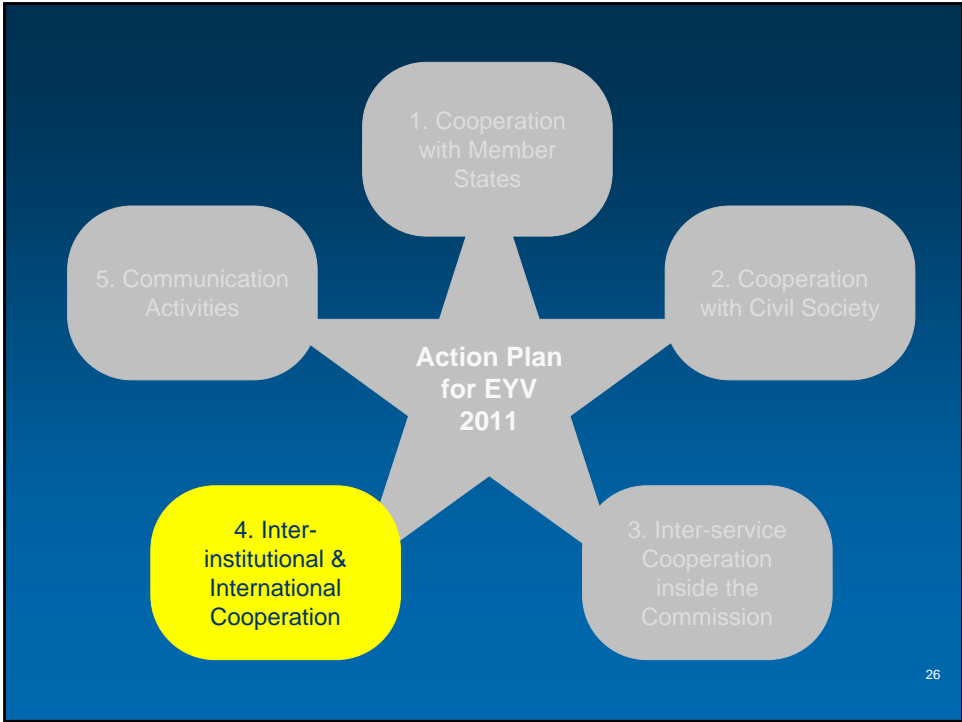 1. Cooperation
with Member
States
5. Communication
Activities
2. Cooperation
with Civil Society
Action Plan
for EYV
2011
4. Inter-
institutional &
International
Cooperation
3. Inter-service
Cooperation
inside the
Commission
26